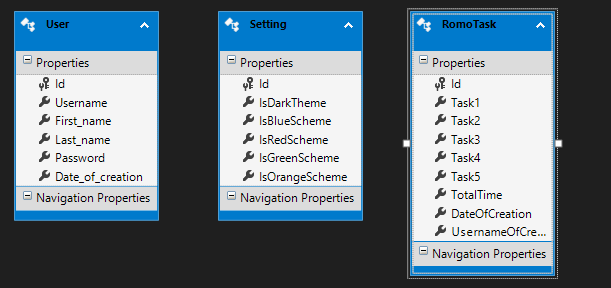 User
Properties
Id
Username
First_name
Last_name
Password
Date_of_creation
Navigation Properties
Setting
Properties
Id
IsDarkTheme
IsBlueScheme
IsRedScheme
IsGreenScheme
IsOrangeScheme
Navigation Properties
RomoTask
Properties
Id
Task1
Task2
Task3
Task4
Task5
TotalTime
DateOfCreation
UsernameOfCre...
Navigation Properties